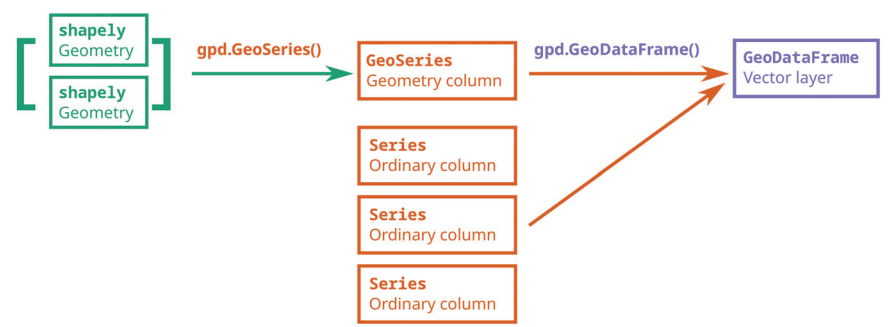 shapely
Geometry
shapely
Geometry
gpd.GeoSeries()
GeoSeries
Geometry column
Series
Ordinary column
Series
Ordinary column
Series
Ordinary column
gpd.GeoDataFrame()
GeoDataFrame
Vector layer